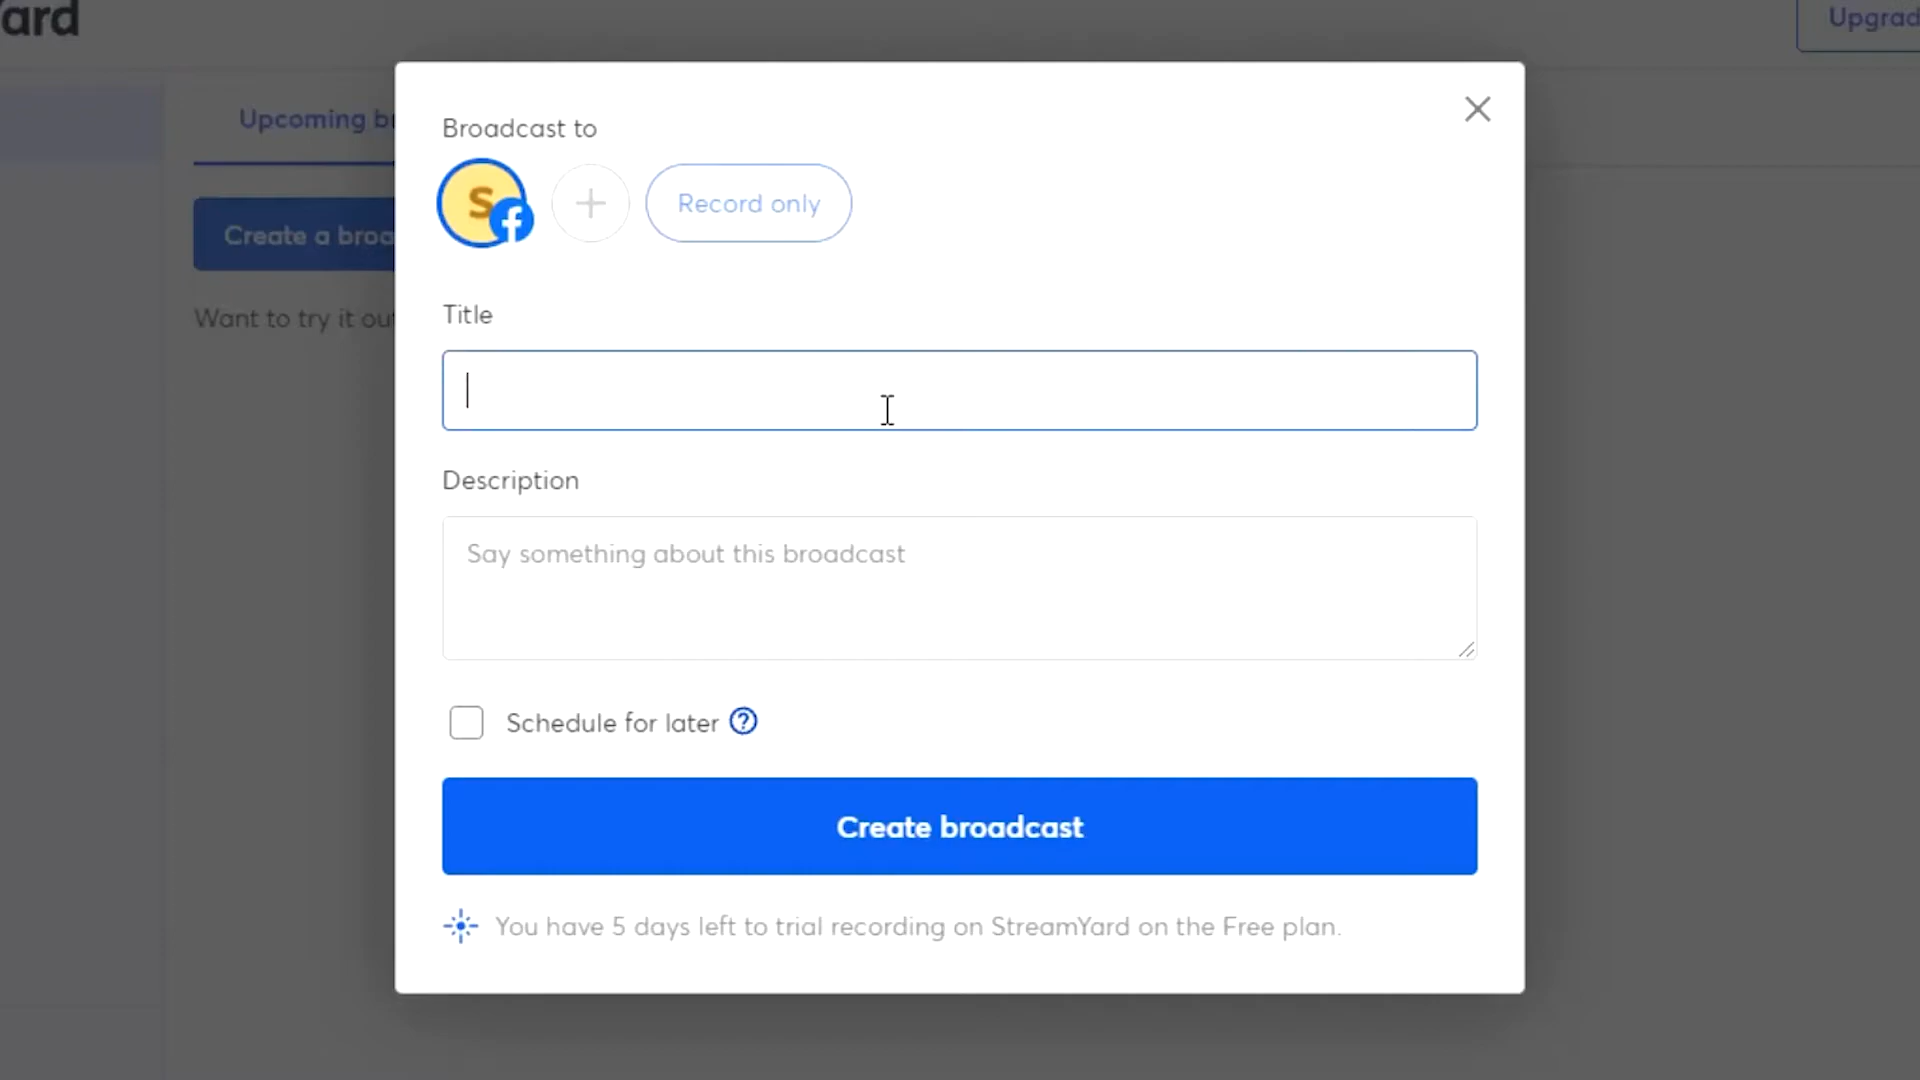 ard
Upgrad
Upcoming b
Create a broa
Want to try it ou
Broadcast to
S
Record only
Title
Description
Say something about this broadcast
Schedule for later ?
Create broadcast
You have 5 days left to trial recording on StreamYard on the Free plan.